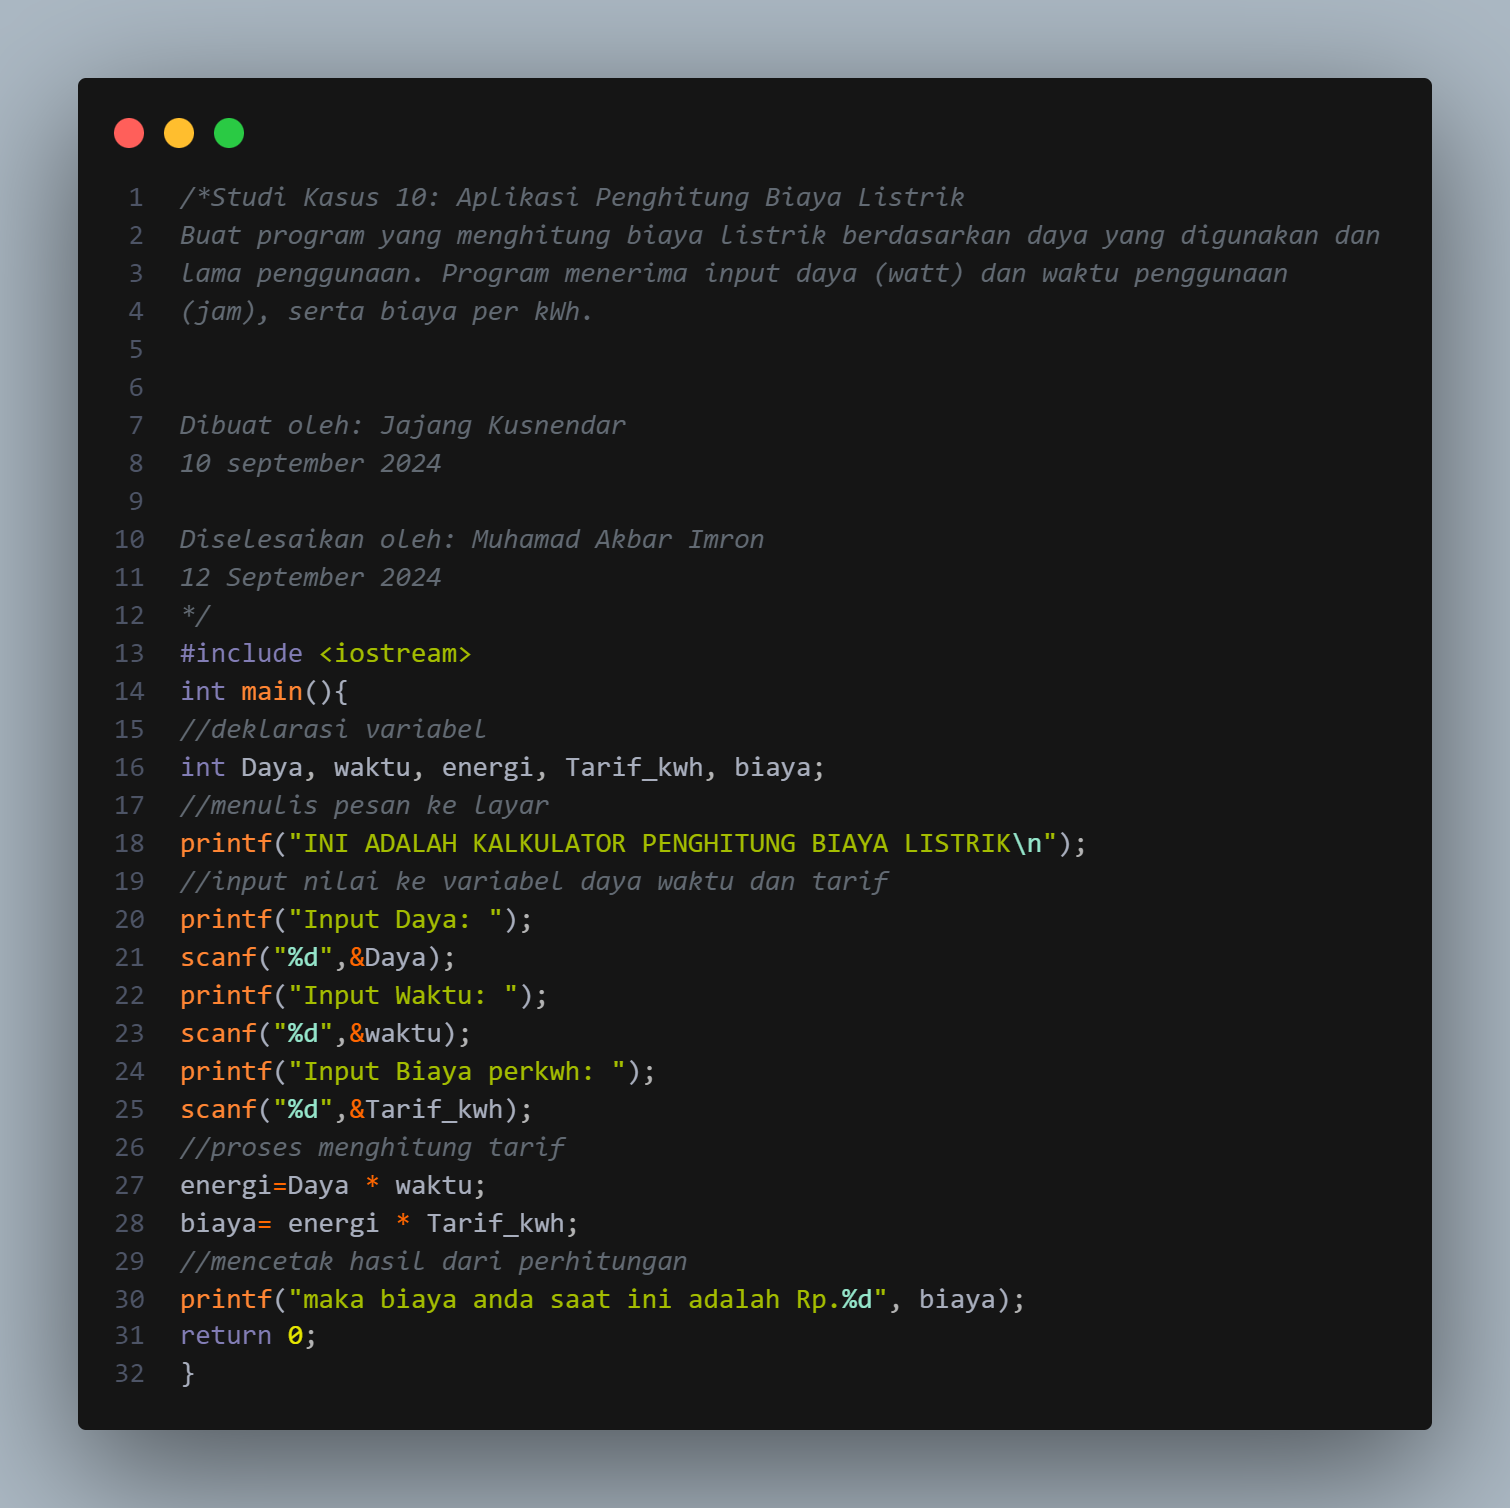 1 /*Studi Kasus 10: Aplikasi Penghitung Biaya Listrik
2 Buat program yang menghitung biaya listrik berdasarkan daya yang digunakan dan
3 lama penggunaan. Program menerima input daya (watt) dan waktu penggunaan
4 (jam), serta biaya per kWh.
5
6
7 Dibuat oleh: Jajang Kusnendar
8 10 september 2024
9
10 Diselesaikan oleh: Muhamad Akbar Imron
11 12 September 2024
12 */
13 #include <iostream>
14 int main(){
15 //deklarasi variabel
16 int Daya, waktu, energi, Tarif_kwh, biaya;
17 //menulis pesan ke layar
18 printf("INI ADALAH KALKULATOR PENGHITUNG BIAYA LISTRIK\n");
19 //input nilai ke variabel daya waktu dan tarif
20 printf("Input Daya: ");
21 scanf("%d",&Daya);
22 printf("Input Waktu: ");
23 scanf("%d",&waktu);
24 printf("Input Biaya perkwh: ");
25 scanf("%d",&Tarif_kwh);
26 //proses menghitung tarif
27 energi=Daya * waktu;
28 biaya= energi * Tarif_kwh;
29 //mencetak hasil dari perhitungan
30 printf("maka biaya anda saat ini adalah Rp.%d", biaya);
31 return 0;
32 }